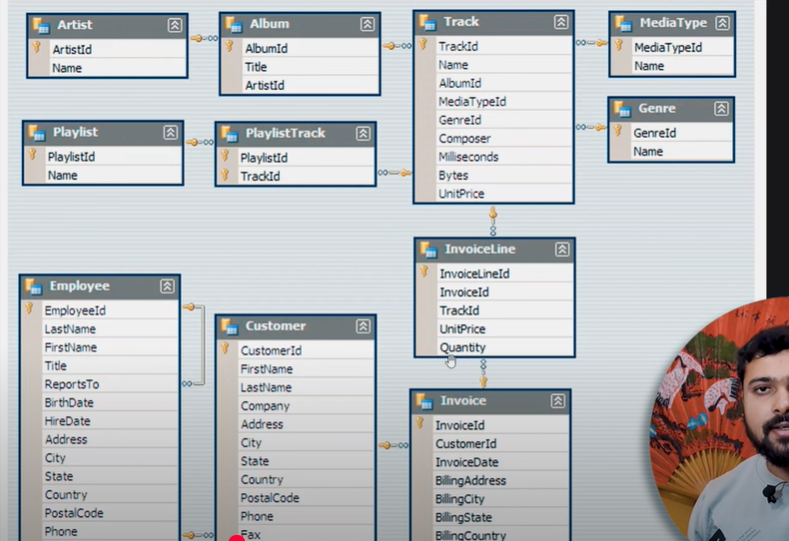 Artist
ArtistId
Name
Album
AlbumId
Title
ArtistId
Track
TrackId
Name
AlbumId
MediaTypeId
GenreId
Composer
Milliseconds
Bytes
UnitPrice
MediaType
MediaTypeId
Name
Genre
GenreId
Name
Playlist
PlaylistId
Name
PlaylistTrack
PlaylistId
TrackId
InvoiceLine
InvoiceLineId
InvoiceId
TrackId
UnitPrice
Quantity
Employee
EmployeeId
LastName
FirstName
Title
ReportsTo
BirthDate
HireDate
Address
City
State
Country
PostalCode
Phone
Customer
CustomerId
FirstName
LastName
Company
Address
City
State
Country
PostalCode
Phone
Fax
Invoice
InvoiceId
CustomerId
InvoiceDate
BillingAddress
BillingCity
BillingState
BillingCountry